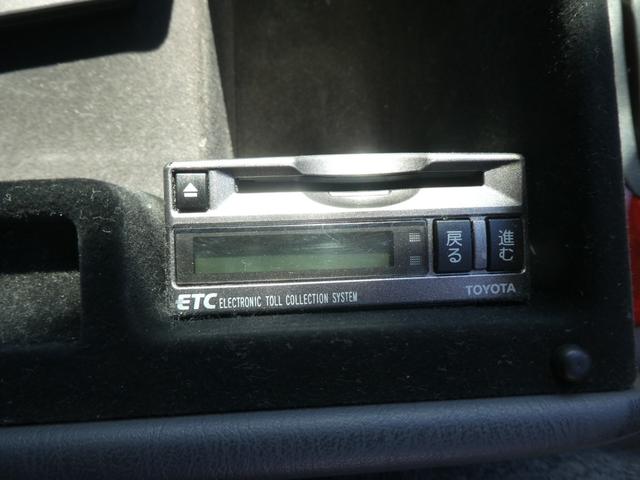 戻る
進む
ETC ELECTRONIC TOLL COLLECTION SYSTEM
TOYOTA